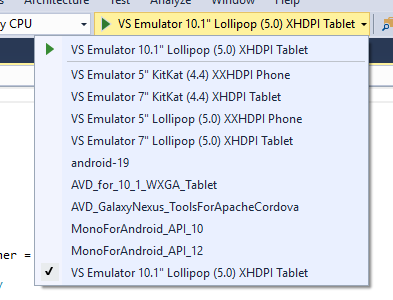 Architecture Test Analyze Window Help
y CPU VS Emulator 10.1" Lollipop (5.0) XHDPI Tablet
VS Emulator 10.1" Lollipop (5.0) XHDPI Tablet
VS Emulator 5" KitKat (4.4) XXHDPI Phone
VS Emulator 7" KitKat (4.4) XHDPI Tablet
VS Emulator 5" Lollipop (5.0) XXHDPI Phone
VS Emulator 7" Lollipop (5.0) XHDPI Tablet
android-19
AVD_for_10_1_WXGA_Tablet
AVD_GalaxyNexus_ToolsForApacheCordova
MonoForAndroid_API_10
ner =
MonoForAndroid_API_12
VS Emulator 10.1" Lollipop (5.0) XHDPI Tablet